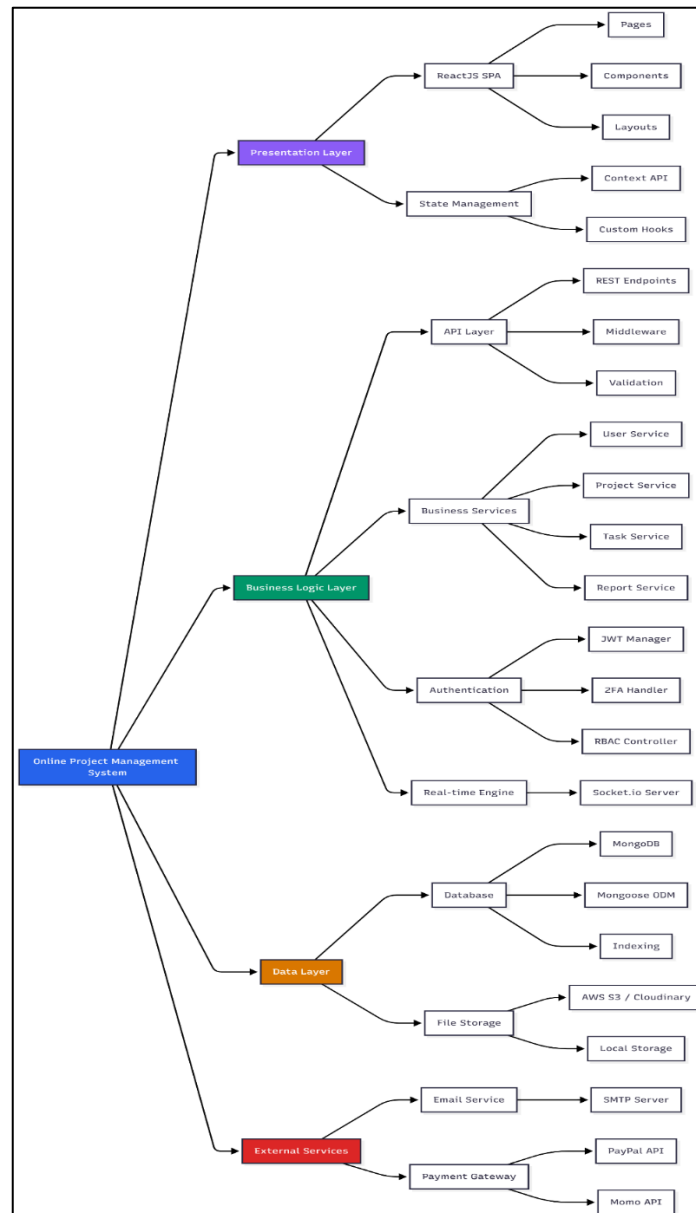 Pages
ReactJS SPA
Components
Layouts
Presentation Layer
Context API
State Management
Custom Hooks
REST Endpoints
API Layer
Middleware
Validation
User Service
Project Service
Business Services
Task Service
Report Service
Business Logic Layer
JWT Manager
Authentication
2FA Handler
RBAC Controller
Online Project Management
System
Real-time Engine
Socket.io Server
MongoDB
Database
Mongoose ODM
Indexing
Data Layer
AWS S3 / Cloudinary
File Storage
Local Storage
Email Service
SMTP Server
External Services
PayPal API
Payment Gateway
Momo API